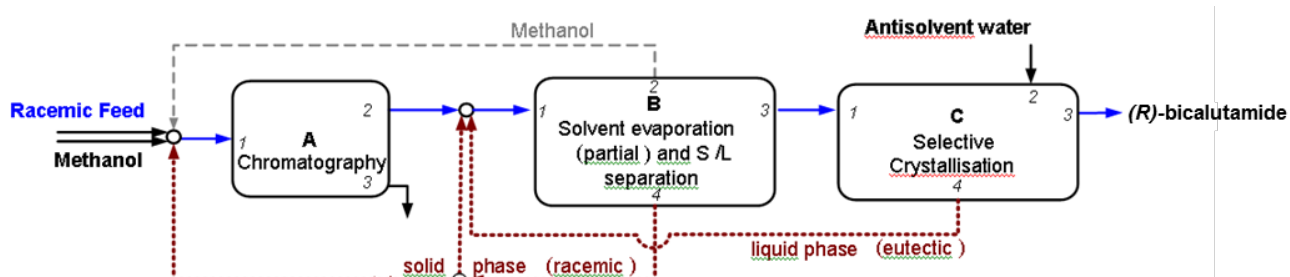 Methanol
Antisolvent water
Racemic Feed
Methanol
1
A
Chromatography
2
3
1
2
B
Solvent evaporation
(partial ) and S /L
separation
3
4
1
2
C
Selective
Crystallisation
3
4
(R)-bicalutamide
liquid phase (eutectic )
solid phase (racemic )